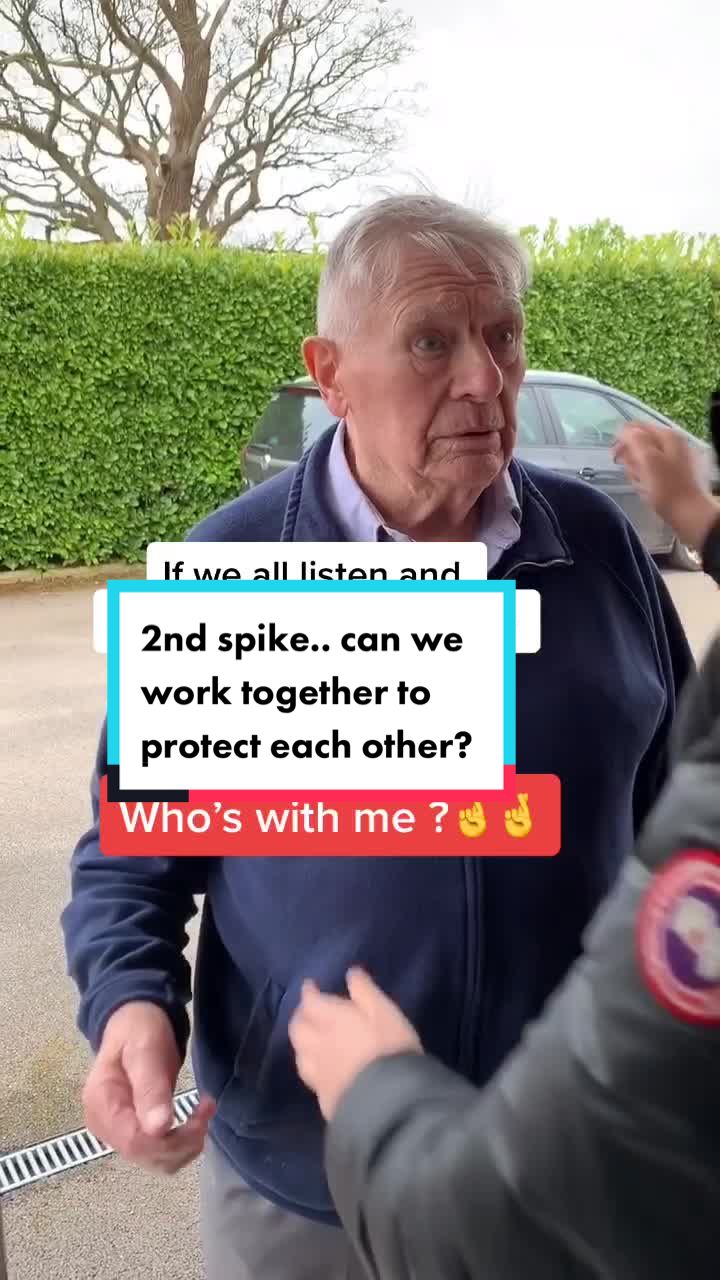 If we all listen and
2nd spike.. can we
work together to
protect each other?
Who's with me ?🤞🤞